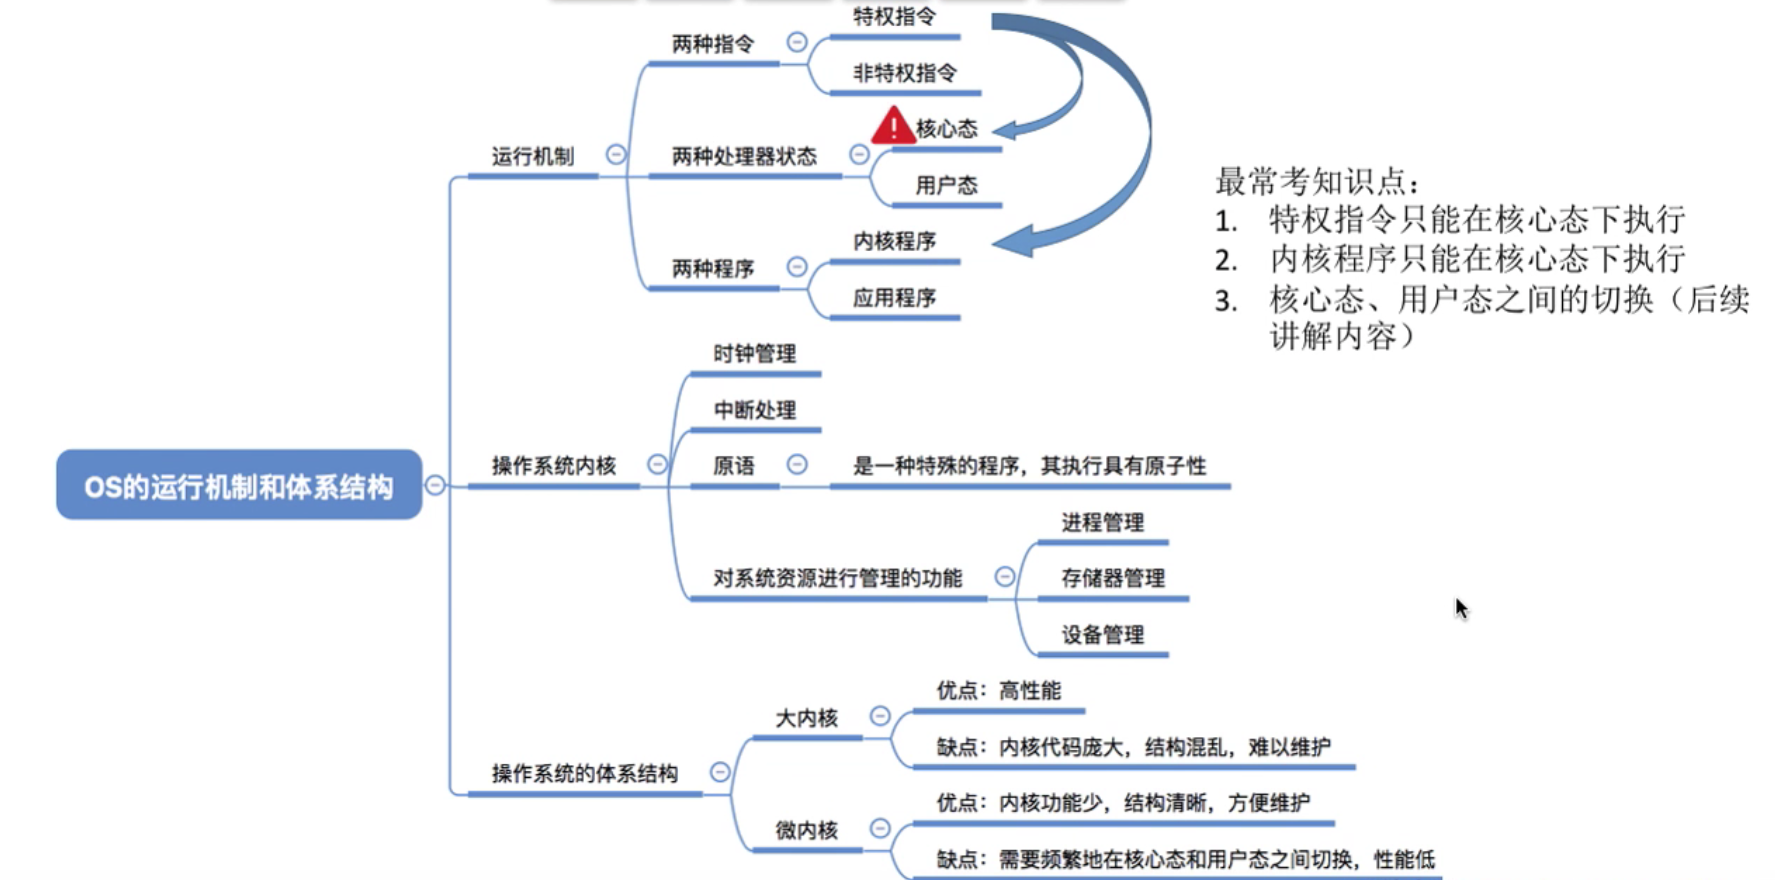 特权指令
两种指令
非特权指令
核心态
运行机制
两种处理器状态
用户态
内核程序
两种程序
应用程序
最常考知识点：
1. 特权指令只能在核心态下执行
2. 内核程序只能在核心态下执行
3. 核心态、用户态之间的切换（后续
讲解内容）
时钟管理
中断处理
操作系统内核
原语
是一种特殊的程序，其执行具有原子性
OS的运行机制和体系结构
进程管理
对系统资源进行管理的功能
存储器管理
设备管理
优点：高性能
大内核
缺点：内核代码庞大，结构混乱，难以维护
操作系统的体系结构
优点：内核功能少，结构清晰，方便维护
微内核
缺点：需要频繁地在核心态和用户态之间切换，性能低